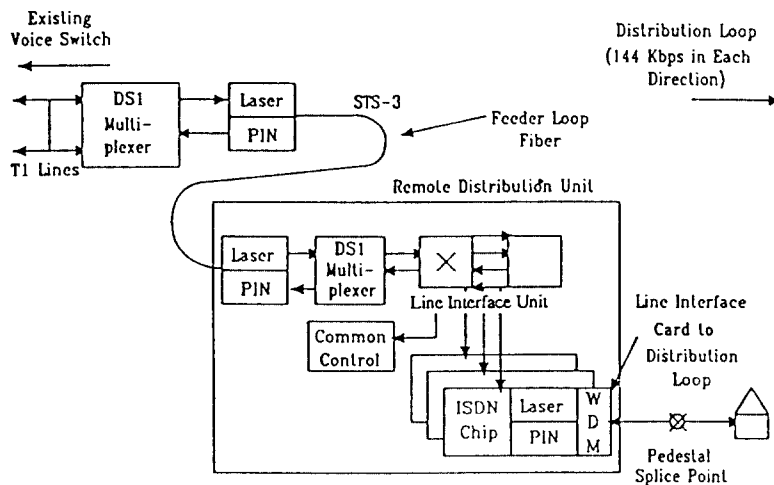 Existing
Voice Switch
Distribution Loop
(144 Kbps in Each
Direction)
DS1
Multi-
plexer
Laser
PIN
STS-3
Feeder Loop
Fiber
T1 Lines
Remote Distribution Unit
Laser
PIN
DS1
Multi-
plexer
X
Line Interface Unit
Common
Control
Line Interface
Card to
Distribution
Loop
ISDN
Chip
Laser
PIN
W
D
M
Pedestal
Splice Point